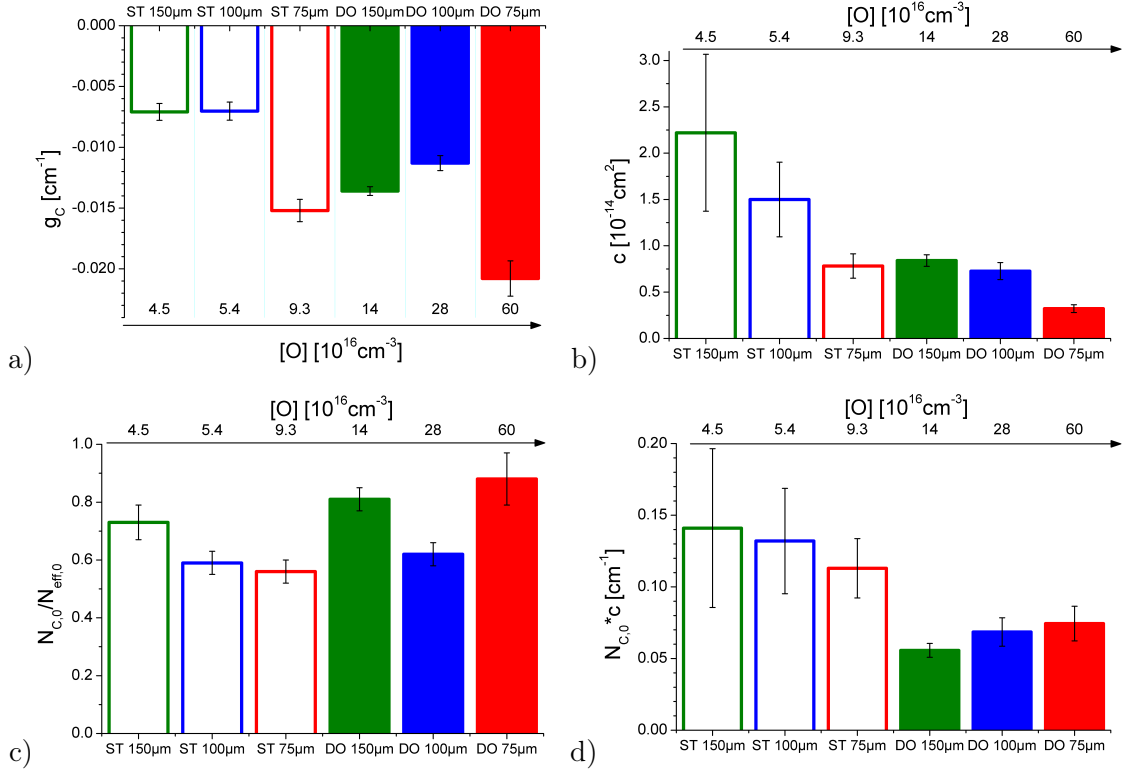 ST 150µm ST 100µm ST 75µm DO 150µm DO 100µm DO 75µm
0.000
-0.005
-0.010
-0.015
-0.020
g_C [cm^-1]
4.5 5.4 9.3 14 28 60
[O] [10^16cm^-3]
a)
[O] [10^16cm^-3]
4.5 5.4 9.3 14 28 60
3.0
2.5
2.0
1.5
1.0
0.5
0.0
c [10^-14cm^2]
ST 150µm ST 100µm ST 75µm DO 150µm DO 100µm DO 75µm
b)
[O] [10^16cm^-3]
4.5 5.4 9.3 14 28 60
1.0
0.8
0.6
0.4
0.2
0.0
N_C,0/N_eff,0
ST 150µm ST 100µm ST 75µm DO 150µm DO 100µm DO 75µm
c)
[O] [10^16cm^-3]
4.5 5.4 9.3 14 28 60
0.20
0.15
0.10
0.05
0.00
N_C,0*c [cm^-1]
ST 150µm ST 100µm ST 75µm DO 150µm DO 100µm DO 75µm
d)